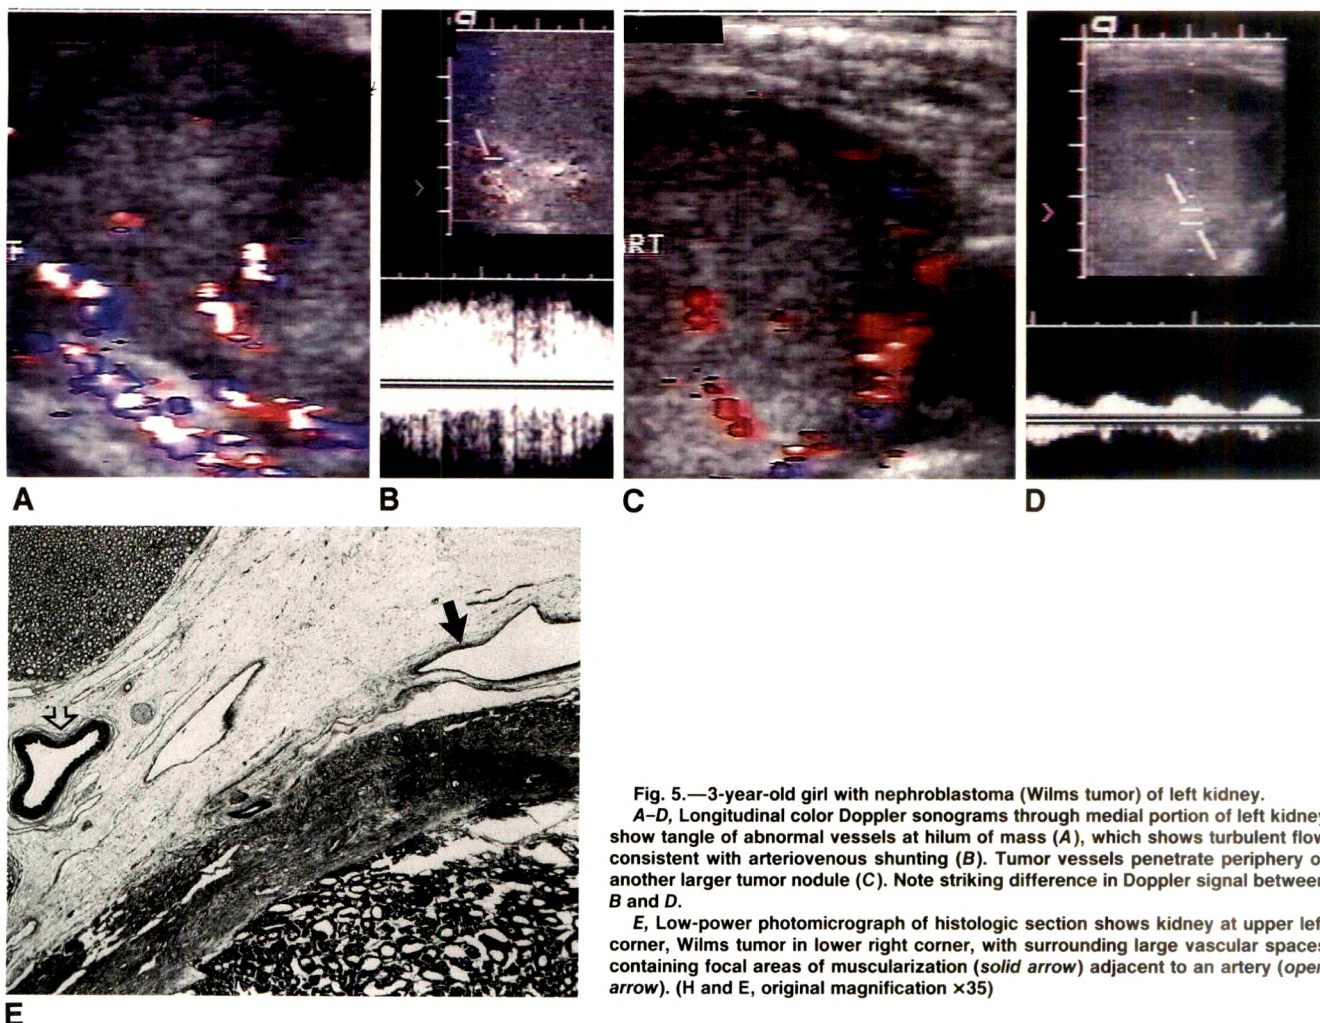 F
RT
A
B
C
D
E
Fig. 5.—3-year-old girl with nephroblastoma (Wilms tumor) of left kidney.
A–D, Longitudinal color Doppler sonograms through medial portion of left kidney
show tangle of abnormal vessels at hilum of mass (A), which shows turbulent flow
consistent with arteriovenous shunting (B). Tumor vessels penetrate periphery o
another larger tumor nodule (C). Note striking difference in Doppler signal between
B and D.
E, Low-power photomicrograph of histologic section shows kidney at upper lef
corner, Wilms tumor in lower right corner, with surrounding large vascular spaces
containing focal areas of muscularization (solid arrow) adjacent to an artery (open
arrow). (H and E, original magnification ×35)